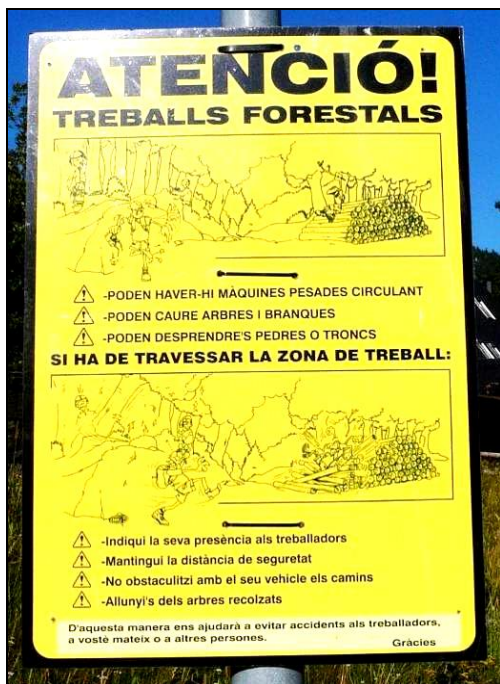 ATENCIÓ!
TREBALLS FORESTALS
-PODEN HAVER-HI MÀQUINES PESADES CIRCULANT
-PODEN CAURE ARBRES I BRANQUES
-PODEN DESPRENDRE'S PEDRES O TRONCS
SI HA DE TRAVESSAR LA ZONA DE TREBALL:
-Indiqui la seva presència als treballadors
-Mantingui la distància de seguretat
-No obstaculitzi amb el seu vehicle els camins
-Allunyi's dels arbres recolzats
D'aquesta manera ens ajudarà a evitar accidents als treballadors,
a vostè mateix o a altres persones.
Gràcies